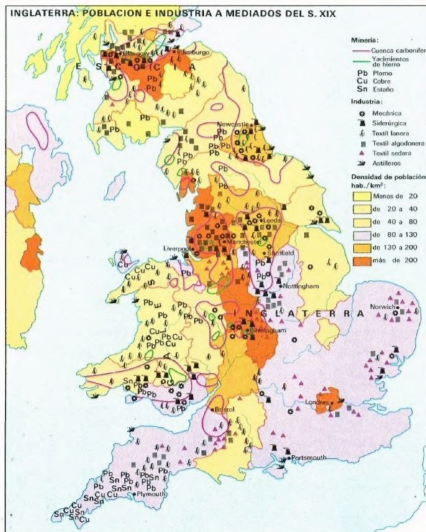 INGLATERRA: POBLACION E INDUSTRIA A MEDIADOS DEL S. XIX
Minería:
Cuenca carbonífera
Yacimientos
de hierro
Pb Plomo
Cu Cobre
Sn Estaño
Industria:
Mecánica
Siderúrgica
Textil lanera
Textil algodonera
Textil sedera
Astilleros
Densidad de población
hab./km²:
Menos de 20
de 20 a 40
de 40 a 80
de 80 a 130
de 130 a 200
más de 200
Newcastle
Leeds
Liverpool
Manchester
Sheffield
Nottingham
Norwich
INGLATERRA
Birmingham
Londres
Bristol
Portsmouth
Plymouth